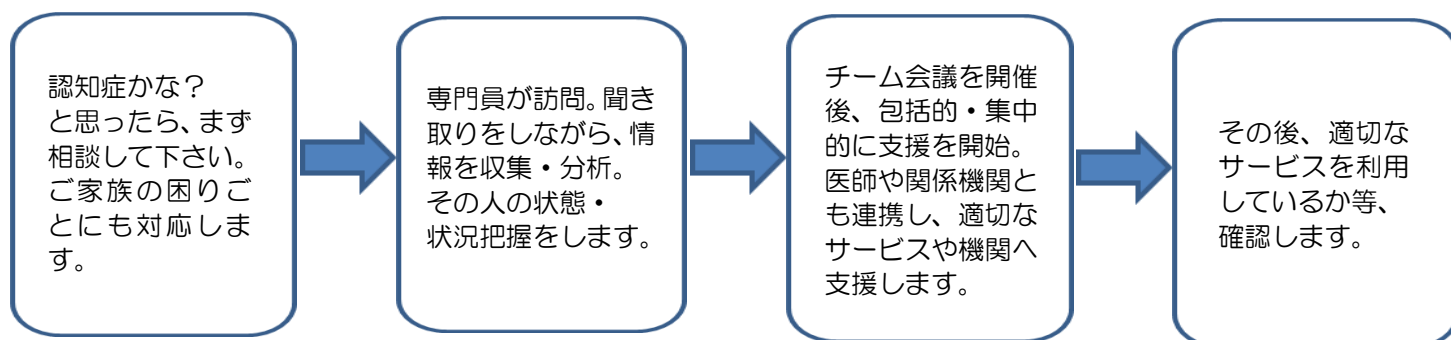 認知症かな？
と思ったら、まず
相談して下さい。
ご家族の困りご
とにも対応しま
す。
専門員が訪問。聞き
取りをしながら、情
報を収集・分析。
その人の状態・
状況把握をします。
チーム会議を開催
後、包括的・集中
的に支援を開始。
医師や関係機関と
も連携し、適切な
サービスや機関へ
支援します。
その後、適切な
サービスを利用
しているか等、
確認します。